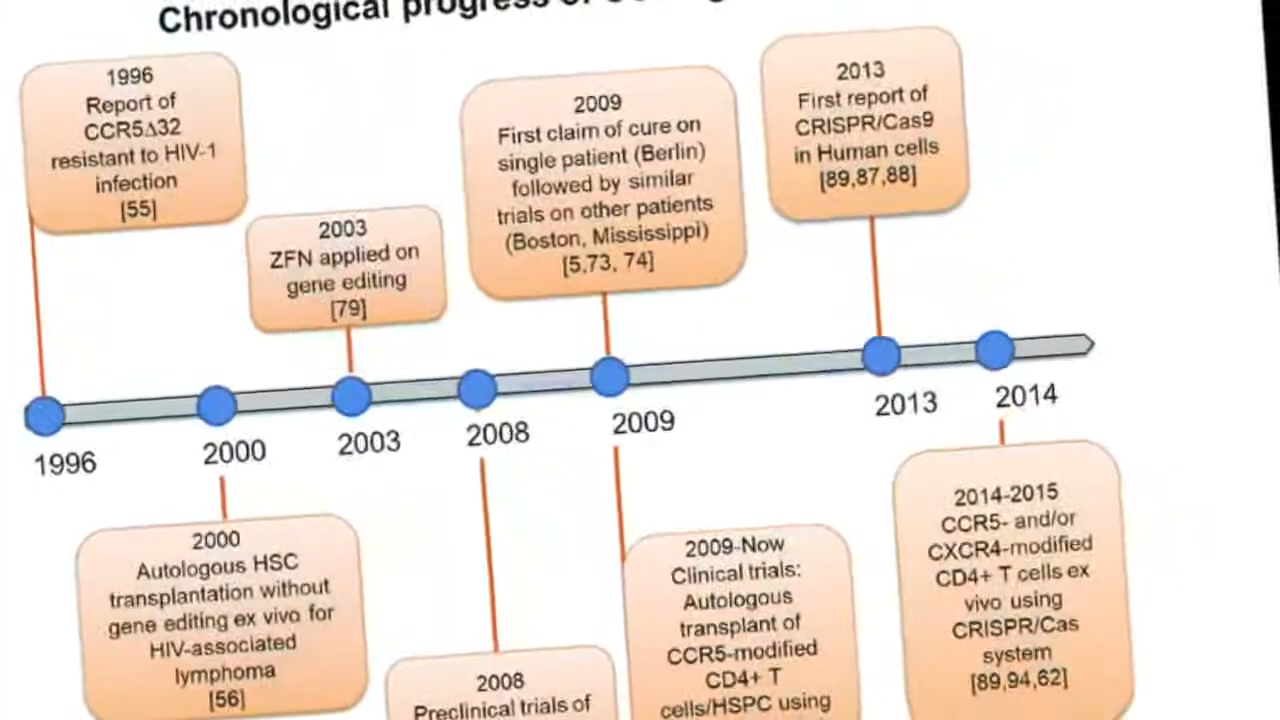 Chronological progress
1996
Report of
CCR5Δ32
resistant to HIV-1
infection
[55]
2003
ZFN applied on
gene editing
[79]
2009
First claim of cure on
single patient (Berlin)
followed by similar
trials on other patients
(Boston, Mississippi)
[5,73, 74]
2013
First report of
CRISPR/Cas9
in Human cells
[89,87,88]
1996
2000
2003
2008
2009
2013
2014
2000
Autologous HSC
transplantation without
gene editing ex vivo for
HIV-associated
lymphoma
[56]
2008
Preclinical trials of
2009-Now
Clinical trials:
Autologous
transplant of
CCR5-modified
CD4+ T
cells/HSPC using
2014-2015
CCR5- and/or
CXCR4-modified
CD4+ T cells ex
vivo using
CRISPR/Cas
system
[89,94,62]